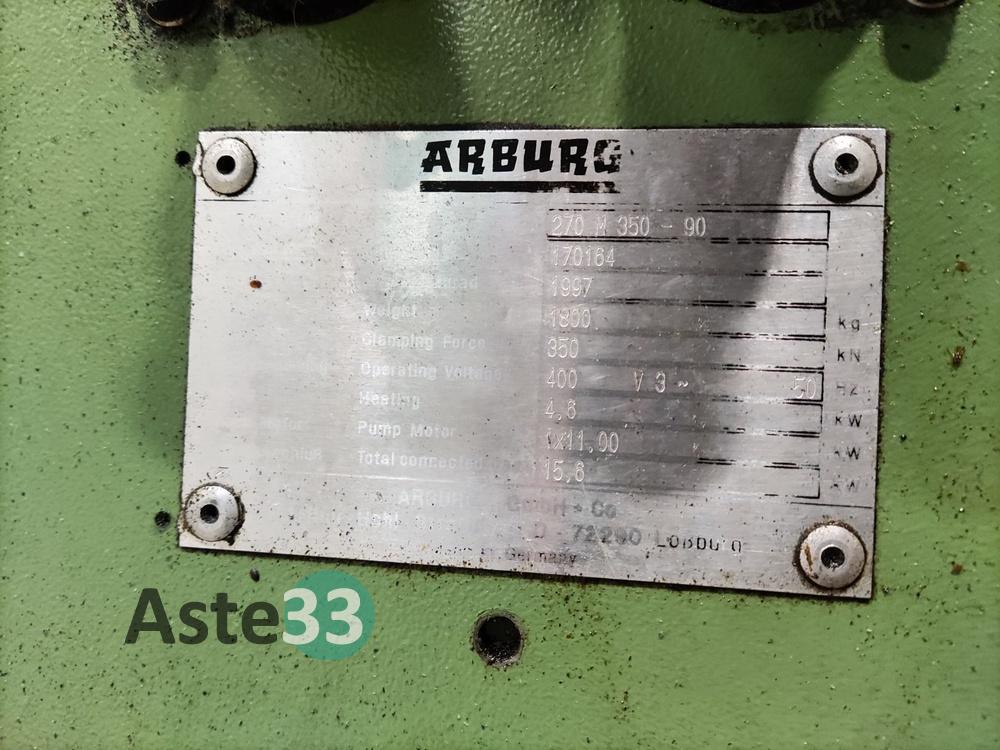 ARBURG
270 M 350 - 90
170164
1997
Weight 1800 kg
Clamping Force 350 kN
Operating Voltage 400 V 3 ~ 50 Hz
Heating 4,6 kW
Pump Motor 1x11,00 kW
Total connected 15,6 kW
ARBURG GmbH + Co
D 72290 Loßburg
Germany
Aste33